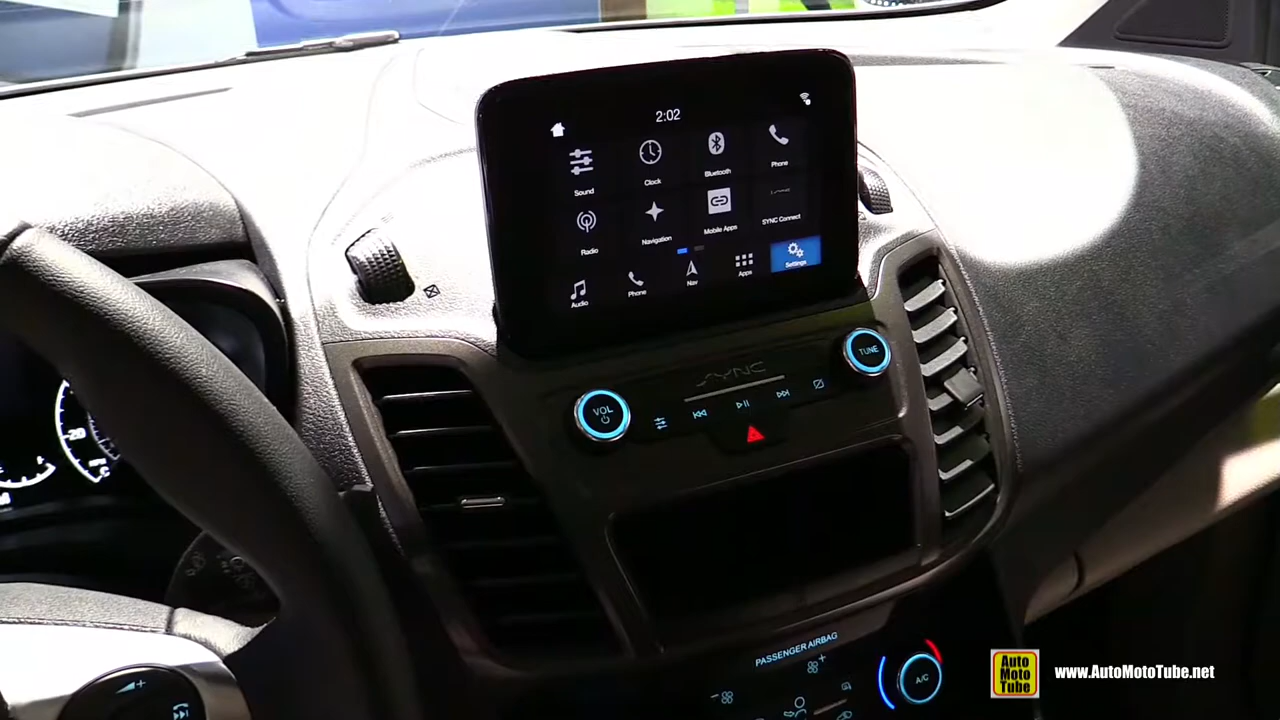 2:02
Sound
Clock
Bluetooth
Phone
Radio
Navigation
Mobile Apps
SYNC Connect
Audio
Phone
Nav
Apps
Settings
SYNC
VOL
TUNE
20
C
PASSENGER AIRBAG
A/C
Auto
Moto
Tube
www.AutoMotoTube.net